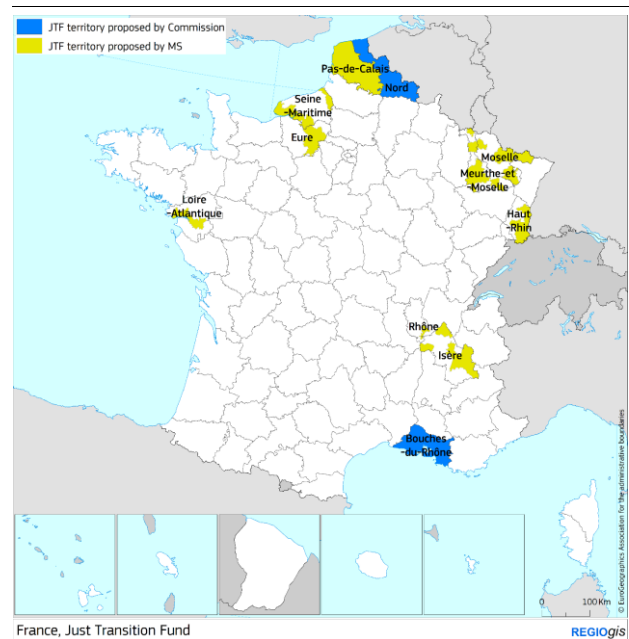 JTF territory proposed by Commission
JTF territory proposed by MS
Pas-de-Calais
Nord
Seine
-Maritime
Eure
Moselle
Meurthe-et
-Moselle
Loire
-Atlantique
Haut
-Rhin
Rhône
Isère
Bouches
-du-Rhône
© EuroGeographics Association for the administrative boundaries
0 100 Km
France, Just Transition Fund
REGIOgis